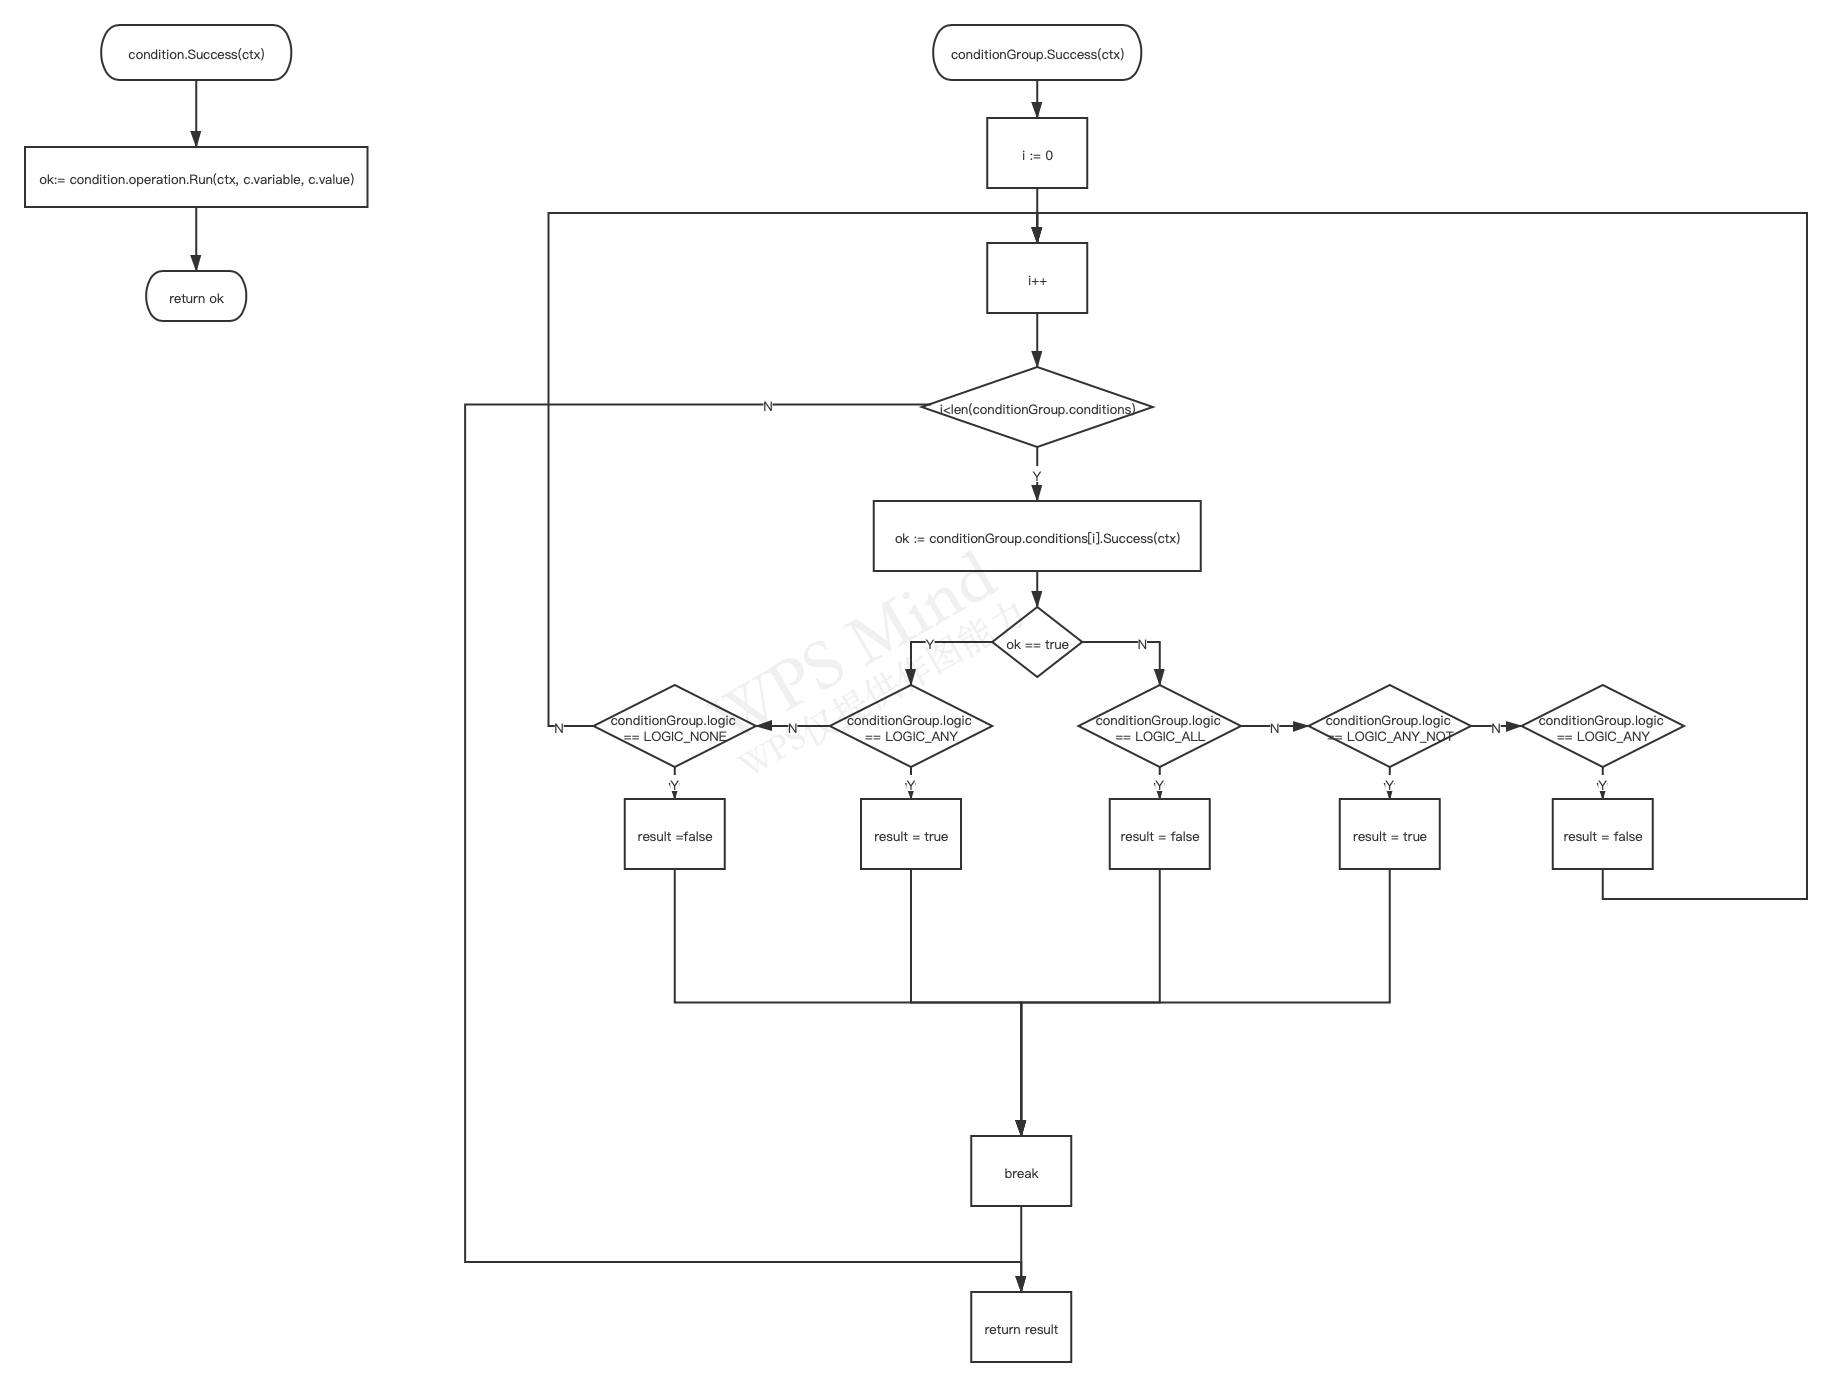 condition.Success(ctx)
ok:= condition.operation.Run(ctx, c.variable, c.value)
return ok
conditionGroup.Success(ctx)
i := 0
i++
i<len(conditionGroup.conditions)
N
Y
ok := conditionGroup.conditions[i].Success(ctx)
ok == true
Y
N
conditionGroup.logic
== LOGIC_NONE
conditionGroup.logic
== LOGIC_ANY
conditionGroup.logic
== LOGIC_ALL
conditionGroup.logic
== LOGIC_ANY_NOT
conditionGroup.logic
== LOGIC_ANY
N
N
N
N
Y
Y
Y
Y
Y
result =false
result = true
result = false
result = true
result = false
break
return result
WPS Mind
WPS仅提供作图能力